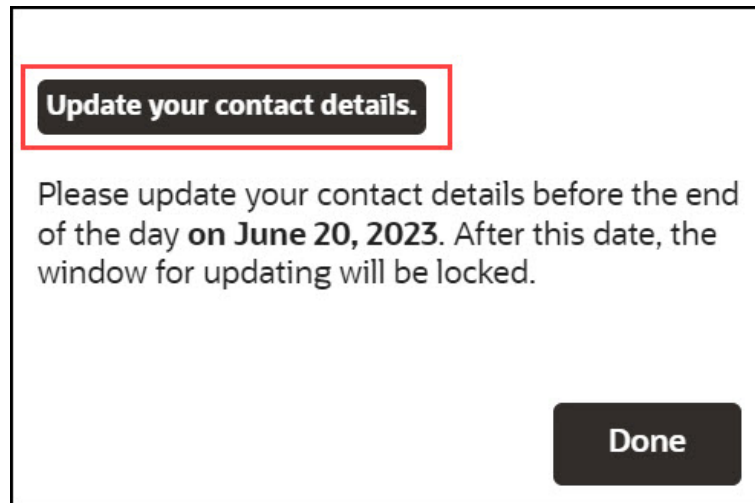 Update your contact details.
Please update your contact details before the end
of the day on June 20, 2023. After this date, the
window for updating will be locked.
Done